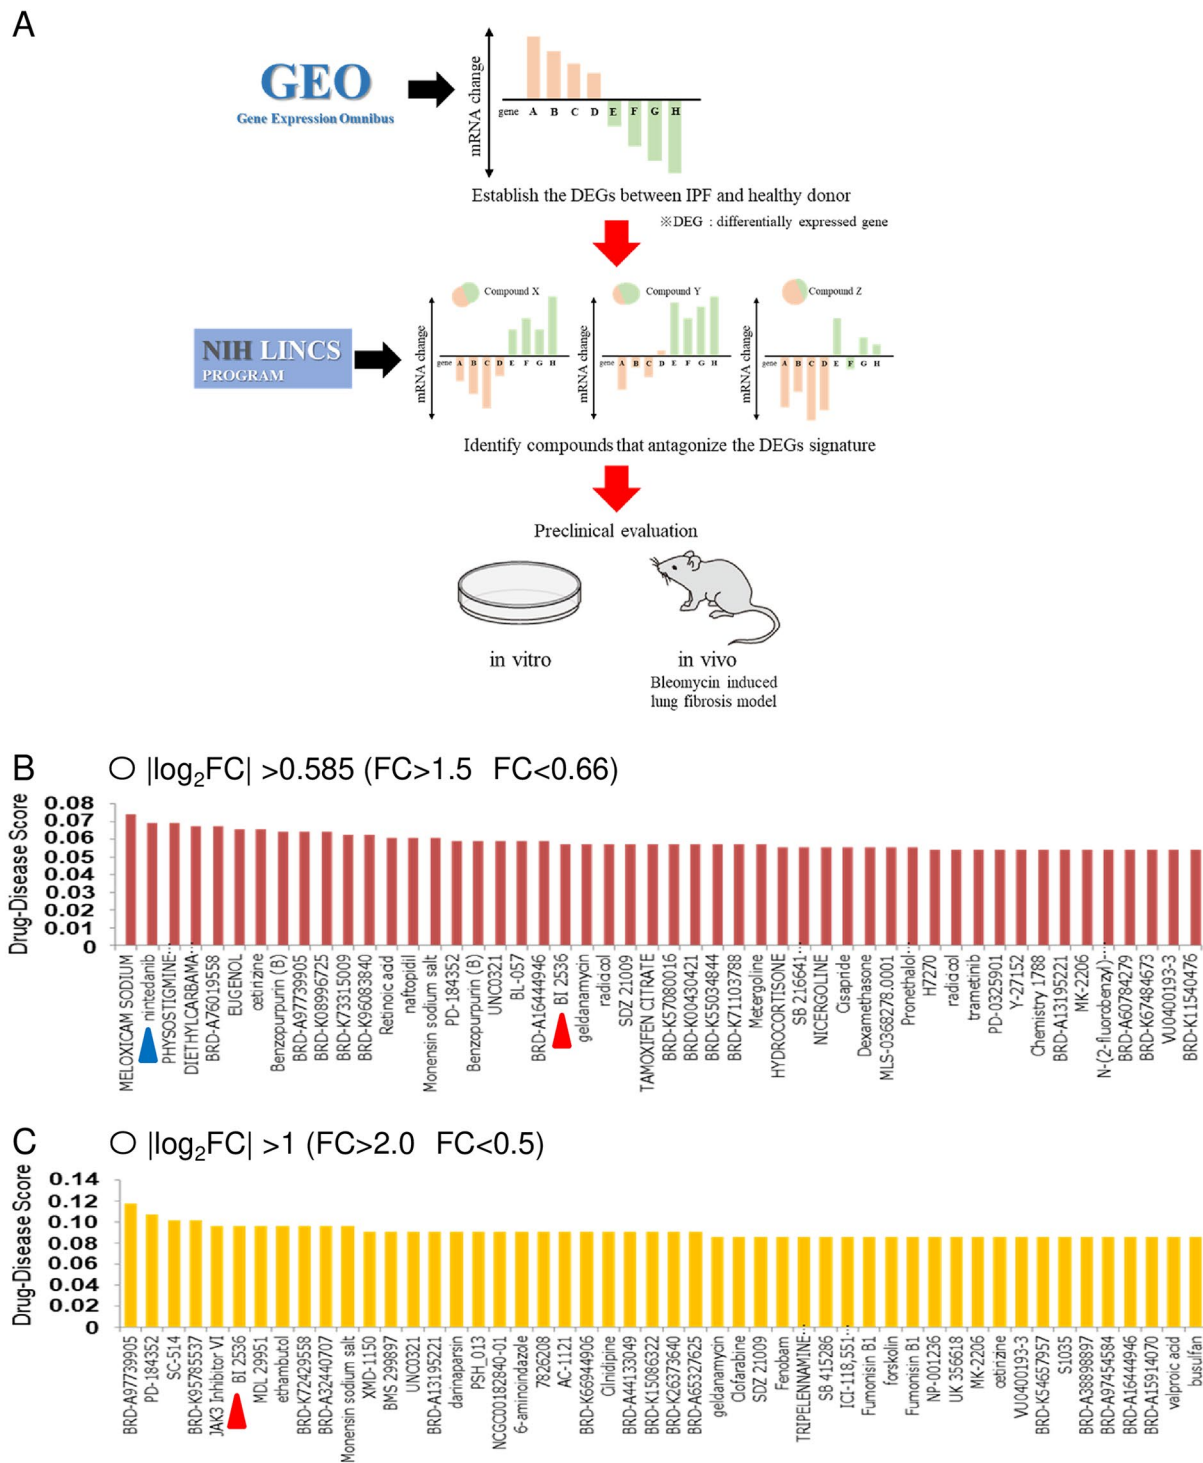 A
GEO
Gene Expression Omnibus
mRNA change
gene A B C D E F G H
Establish the DEGs between IPF and healthy donor
※DEG : differentially expressed gene
NIH LINCS
PROGRAM
mRNA change
Compound X
gene A B C D E F G H
mRNA change
Compound Y
gene A B C D E F G H
mRNA change
Compound Z
gene A B C D E F G H
Identify compounds that antagonize the DEGs signature
Preclinical evaluation
in vitro
in vivo
Bleomycin induced
lung fibrosis model
B
○ |log2FC| >0.585 (FC>1.5 FC<0.66)
Drug-Disease Score
0.08
0.07
0.06
0.05
0.04
0.03
0.02
0.01
0
MELOXICAM SODIUM
nintedanib
PHYSOSTIGMINE…
DIETHYLCARBAMA…
BRD-A76019558
EUGENOL
cetirizine
Benzopurpurin (B)
BRD-A97739905
BRD-K08996725
BRD-K73315009
BRD-K96083840
Retinoic acid
naftopidil
Monensin sodium salt
PD-184352
Benzopurpurin (B)
UNC0321
BL-057
BRD-A16444946
BI 2536
geldanamycin
radicicol
SDZ 21009
TAMOXIFEN CITRATE
BRD-K57080016
BRD-K00430421
BRD-K55034844
BRD-K71103788
Metergoline
HYDROCORTISONE
SB 216641…
NICERGOLINE
Cisapride
Dexamethasone
MLS-0368278.0001
Pronethalol…
H7270
radicicol
trametinib
PD-0325901
Y-27152
Chemistry 1788
BRD-A13195221
MK-2206
N-(2-fluorobenzyl)…
BRD-A60784279
BRD-K67484673
VU0400193-3
BRD-K11540476
C
○ |log2FC| >1 (FC>2.0 FC<0.5)
Drug-Disease Score
0.14
0.12
0.10
0.08
0.06
0.04
0.02
0
BRD-A97739905
PD-184352
SC-514
BRD-K95785537
JAK3 Inhibitor VI
BI 2536
MDL 29951
ethambutol
BRD-K72429558
BRD-A32440707
Monensin sodium salt
XMD-1150
BMS 299897
UNC0321
BRD-A13195221
darinaparsin
PSH_013
NCGC00182840-01
6-aminoindazole
7826208
AC-1121
BRD-K66944906
Cilnidipine
BRD-A44133049
BRD-K15086322
BRD-K26573640
BRD-A65327625
geldanamycin
Clofarabine
SDZ 21009
Fenobam
TRIPELENNAMINE…
SB 415286
ICI-118,551…
Fumonisin B1
forskolin
Fumonisin B1
NP-001236
UK 356618
MK-2206
cetirizine
VU0400193-3
BRD-K54657957
S1035
BRD-A38898897
BRD-A97454584
BRD-A16444946
BRD-A91514070
valproic acid
busulfan